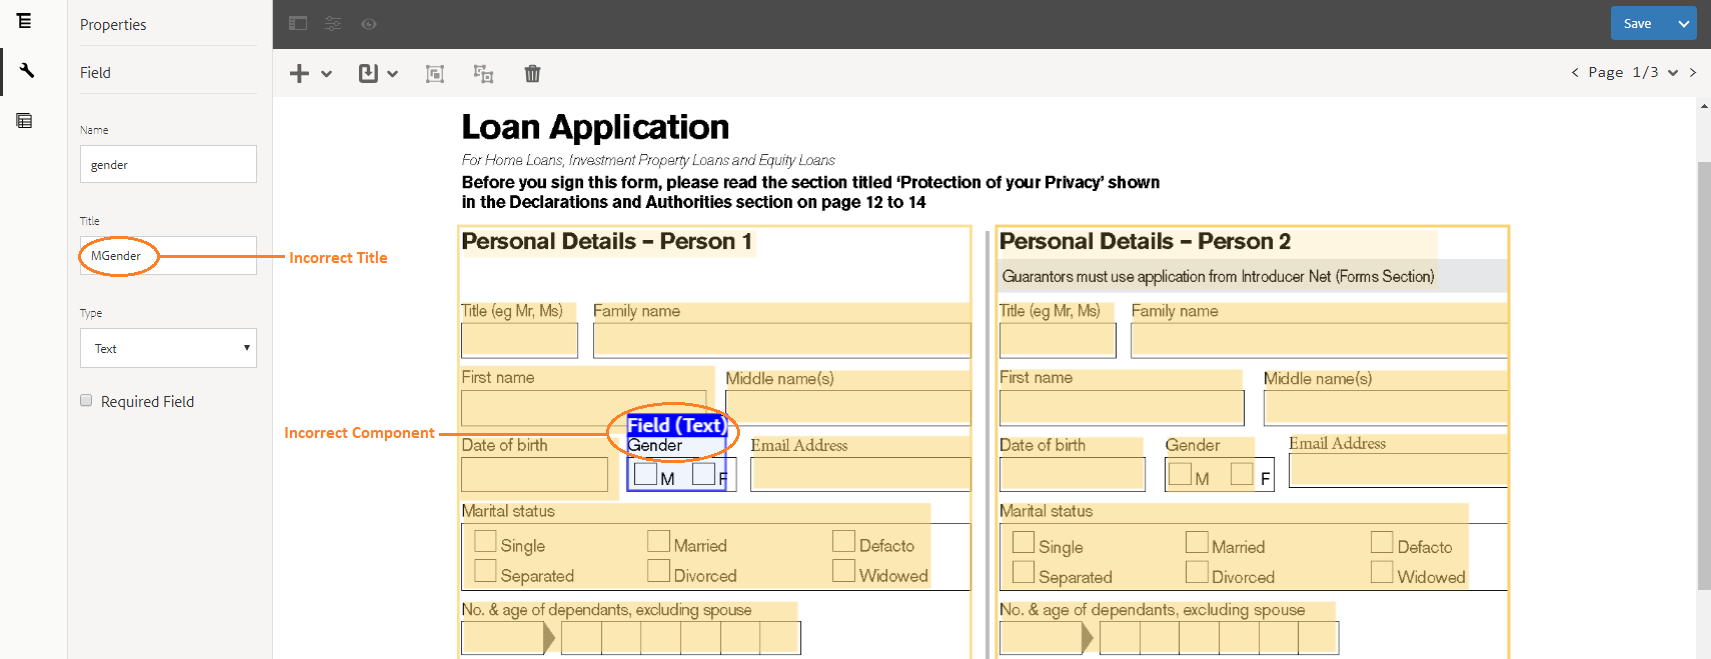 Properties
Field
Name
gender
Title
MGender
Incorrect Title
Type
Text
Required Field
Incorrect Component
Save
Page 1/3
Loan Application
For Home Loans, Investment Property Loans and Equity Loans
Before you sign this form, please read the section titled ‘Protection of your Privacy’ shown
in the Declarations and Authorities section on page 12 to 14
Personal Details – Person 1
Title (eg Mr, Ms) Family name
First name Middle name(s)
Field (Text)
Date of birth Gender Email Address
M F
Marital status
Single Married Defacto
Separated Divorced Widowed
No. & age of dependants, excluding spouse
Personal Details – Person 2
Guarantors must use application from Introducer Net (Forms Section)
Title (eg Mr, Ms) Family name
First name Middle name(s)
Date of birth Gender Email Address
M F
Marital status
Single Married Defacto
Separated Divorced Widowed
No. & age of dependants, excluding spouse